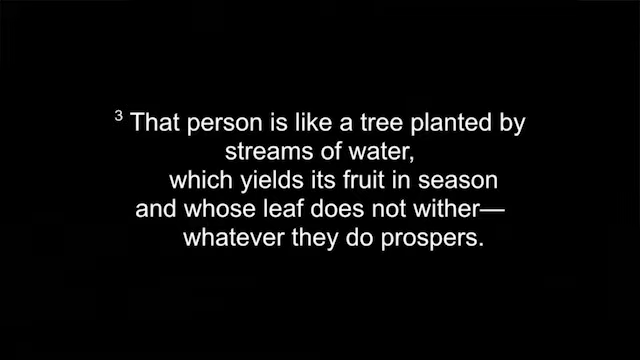 3 That person is like a tree planted by
streams of water,
which yields its fruit in season
and whose leaf does not wither—
whatever they do prospers.